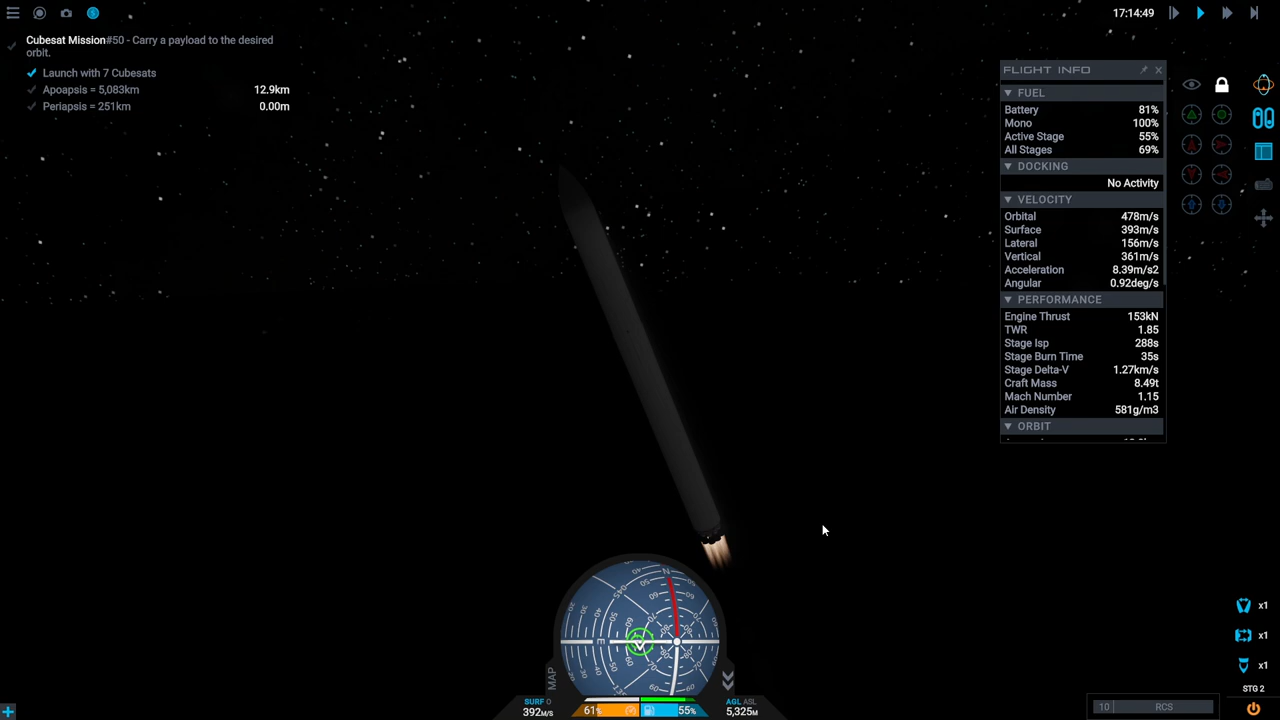 17:14:49
Cubesat Mission#50 - Carry a payload to the desired
orbit.
Launch with 7 Cubesats
Apoapsis = 5,083km 12.9km
Periapsis = 251km 0.00m
FLIGHT INFO
FUEL
Battery 81%
Mono 100%
Active Stage 55%
All Stages 69%
DOCKING
No Activity
VELOCITY
Orbital 478m/s
Surface 393m/s
Lateral 156m/s
Vertical 361m/s
Acceleration 8.39m/s2
Angular 0.92deg/s
PERFORMANCE
Engine Thrust 153kN
TWR 1.85
Stage Isp 288s
Stage Burn Time 35s
Stage Delta-V 1.27km/s
Craft Mass 8.49t
Mach Number 1.15
Air Density 581g/m3
ORBIT
x1
x1
x1
STG 2
N
E
MAP
SURF O
392M/S
61%
55%
AGL ASL
5,325M
10 RCS